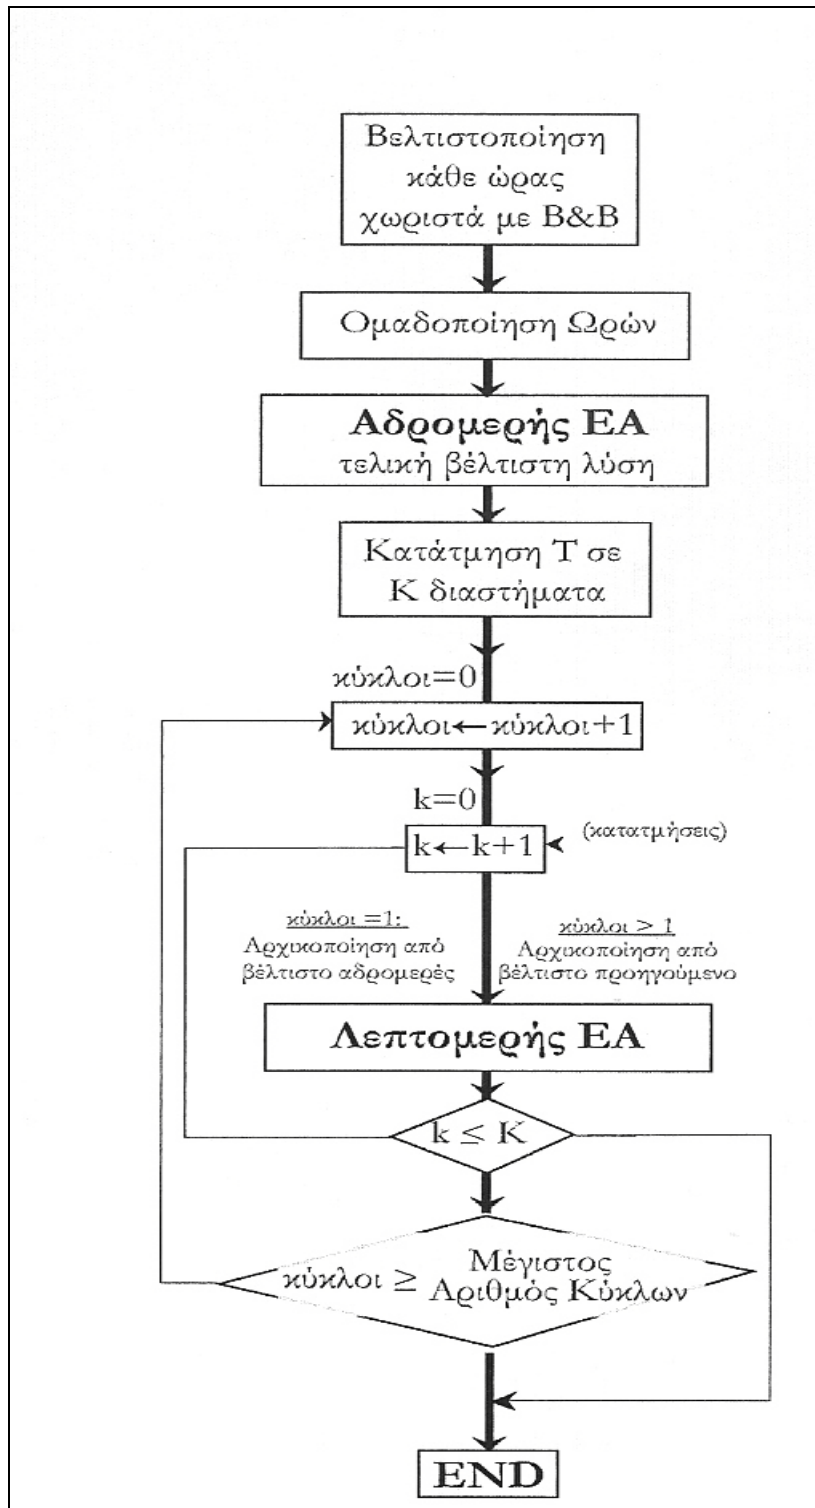 Βελτιστοποίηση
κάθε ώρας
χωριστά με B&B
Ομαδοποίηση Ωρών
Αδρομερής ΕΑ
τελική βέλτιστη λύση
Κατάτμηση Τ σε
Κ διαστήματα
κύκλοι=0
κύκλοι←κύκλοι+1
k=0
k←k+1
(κατατμήσεις)
κύκλοι =1:
Αρχικοποίηση από
βέλτιστο αδρομερές
κύκλοι > 1
Αρχικοποίηση από
βέλτιστο προηγούμενο
Λεπτομερής ΕΑ
k ≤ K
κύκλοι ≥ Μέγιστος
Αριθμός Κύκλων
END